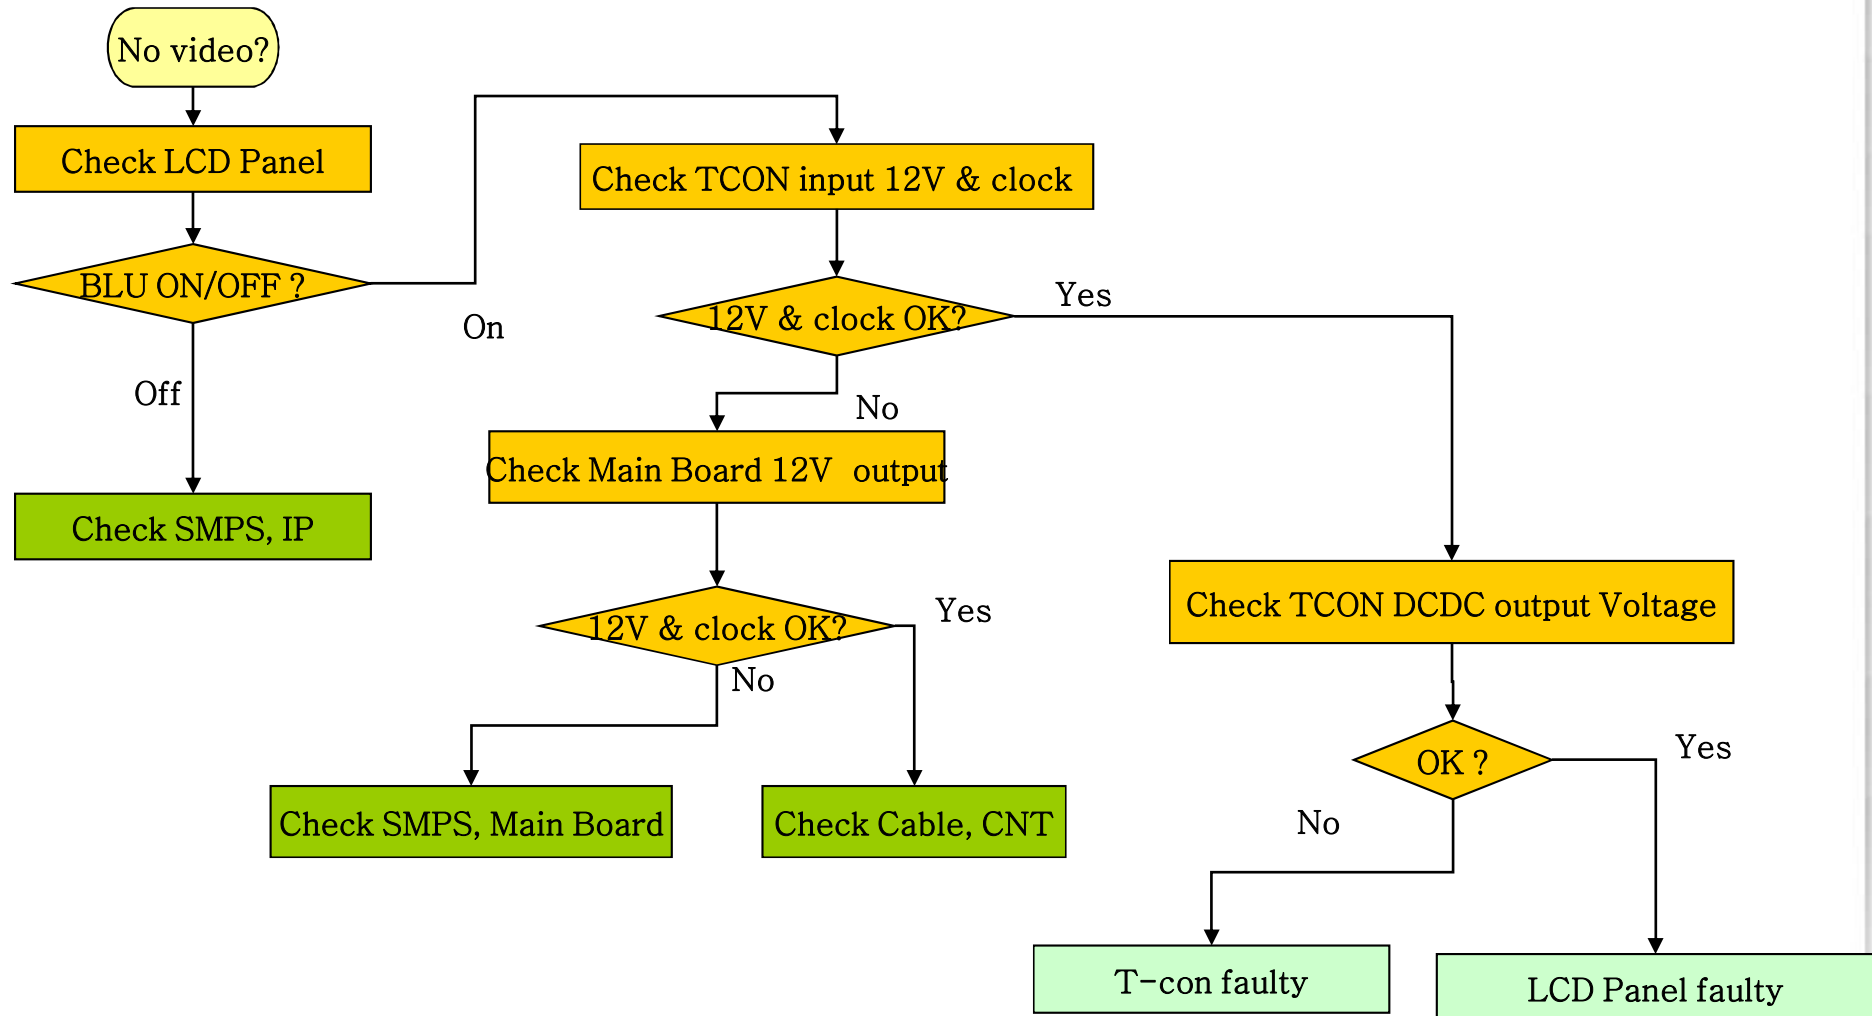 No video?
Check LCD Panel
BLU ON/OFF ?
On
Off
Check SMPS, IP
Check TCON input 12V & clock
12V & clock OK?
Yes
No
Check Main Board 12V  output
12V & clock OK?
Yes
No
Check SMPS, Main Board
Check Cable, CNT
Check TCON DCDC output Voltage
OK ?
Yes
No
T-con faulty
LCD Panel faulty